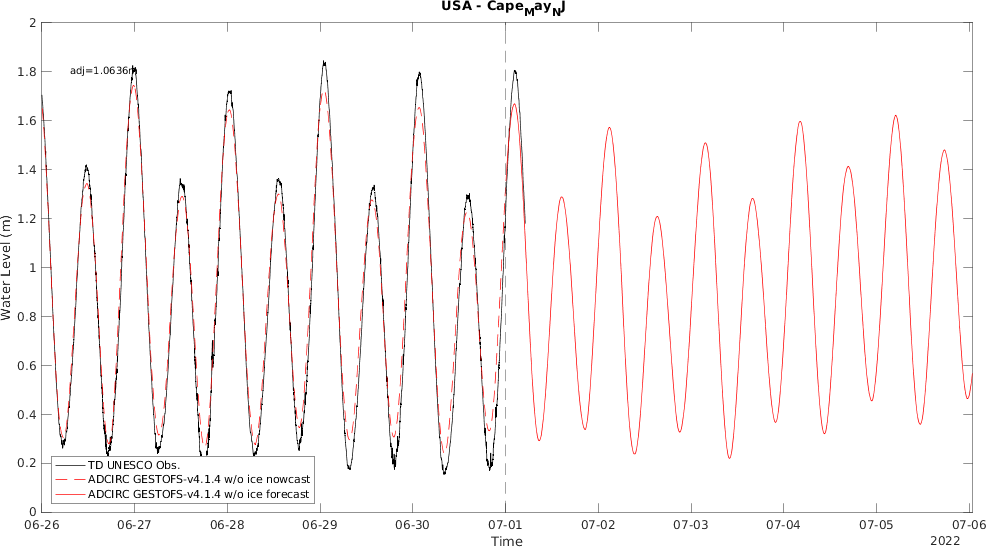 USA - Cape_May_NJ
adj=1.0636m
Water Level (m)
2
1.8
1.6
1.4
1.2
1
0.8
0.6
0.4
0.2
0
TD UNESCO Obs.
ADCIRC GESTOFS-v4.1.4 w/o ice nowcast
ADCIRC GESTOFS-v4.1.4 w/o ice forecast
06-26 06-27 06-28 06-29 06-30 07-01 07-02 07-03 07-04 07-05 07-06
Time
2022